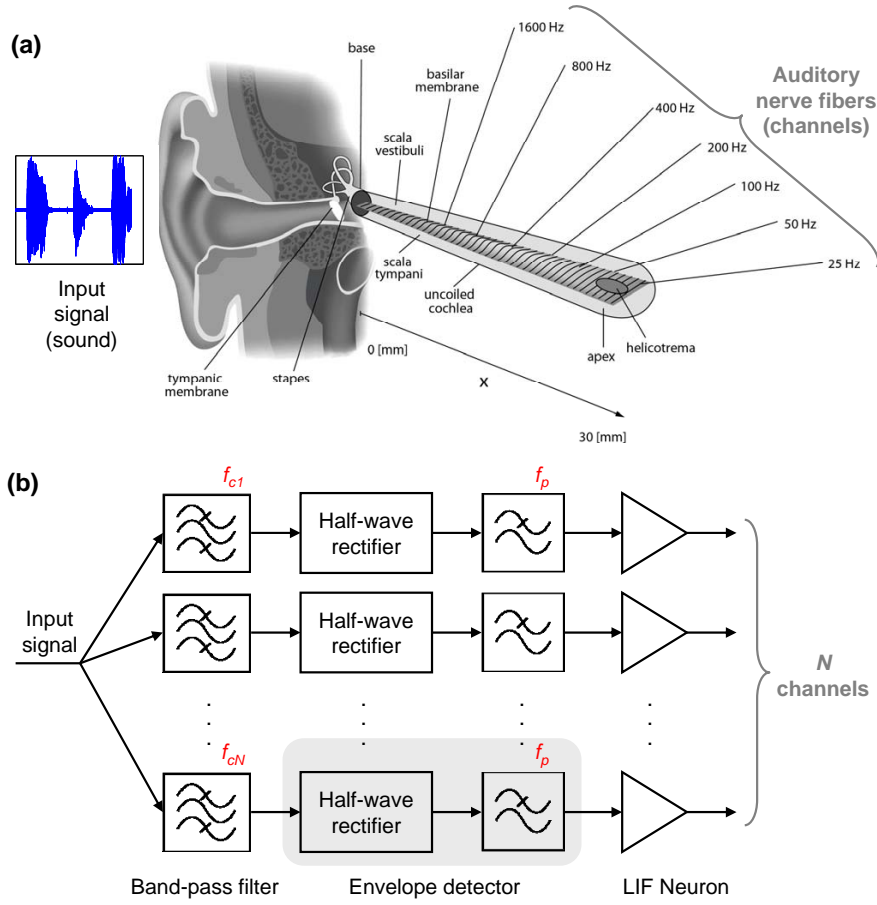 (a)
Input
signal
(sound)
base
basilar
membrane
scala
vestibuli
scala
tympani
uncoiled
cochlea
tympanic
membrane
stapes
0 [mm]
x
30 [mm]
apex
helicotrema
1600 Hz
800 Hz
400 Hz
200 Hz
100 Hz
50 Hz
25 Hz
Auditory
nerve fibers
(channels)
(b)
Input
signal
fc1
Half-wave
rectifier
fp
Half-wave
rectifier
. . . .
. . . .
. . . .
fcN
Half-wave
rectifier
fp
N
channels
Band-pass filter
Envelope detector
LIF Neuron